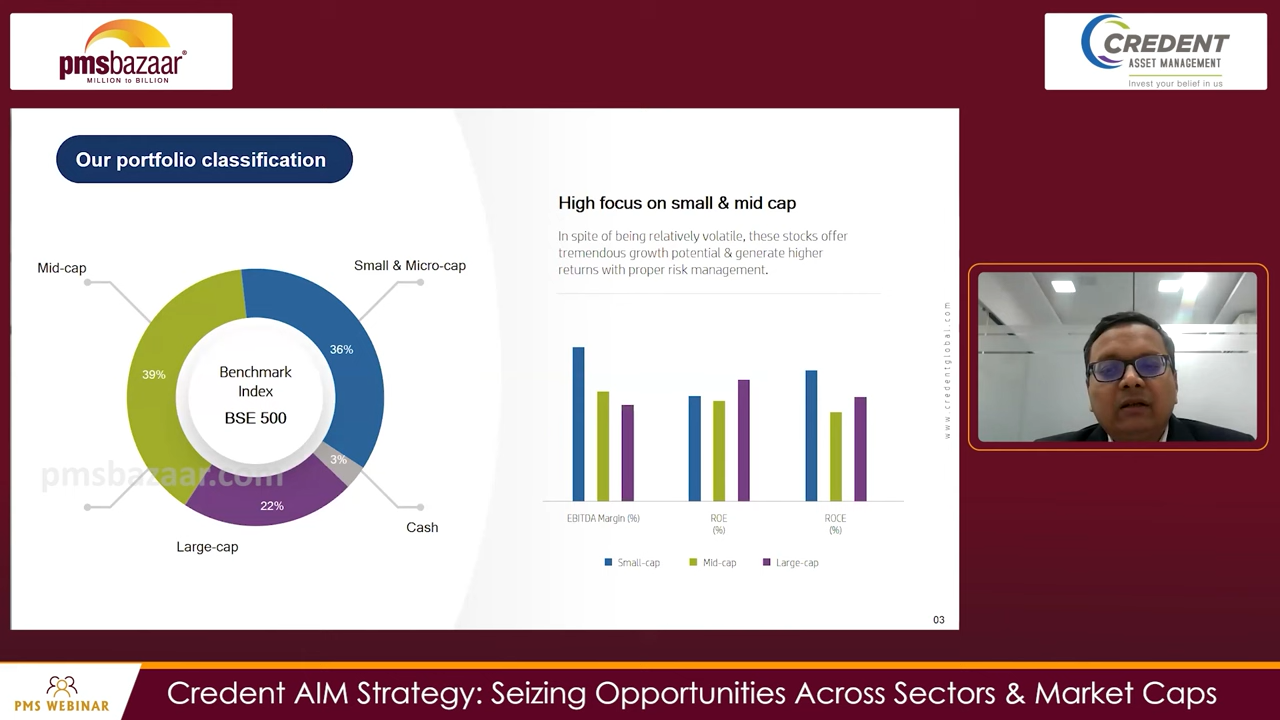 pmsbazaar®
MILLION to BILLION
CREDENT
ASSET MANAGEMENT
Invest your belief in us
Our portfolio classification
Mid-cap
Small & Micro-cap
36%
39%
Benchmark
Index
BSE 500
3%
22%
Cash
Large-cap
pmsbazaar.com
High focus on small & mid cap
In spite of being relatively volatile, these stocks offer
tremendous growth potential & generate higher
returns with proper risk management.
EBITDA Margin (%)
ROE
(%)
ROCE
(%)
Small-cap
Mid-cap
Large-cap
www.credentglobal.com
03
PMS WEBINAR
Credent AIM Strategy: Seizing Opportunities Across Sectors & Market Caps